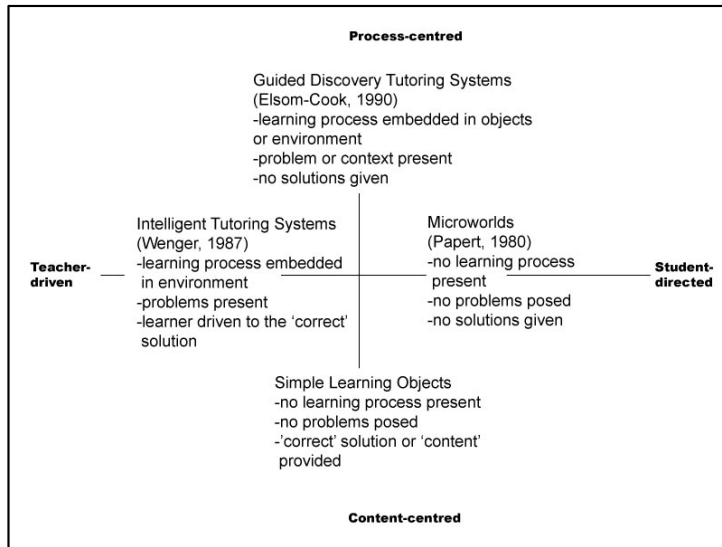 Process-centred
Guided Discovery Tutoring Systems
(Elsom-Cook, 1990)
-learning process embedded in objects
or environment
-problem or context present
-no solutions given
Intelligent Tutoring Systems
(Wenger, 1987)
-learning process embedded
in environment
-problems present
-learner driven to the ‘correct’
solution
Microworlds
(Papert, 1980)
-no learning process
present
-no problems posed
-no solutions given
Teacher-
driven
Student-
directed
Simple Learning Objects
-no learning process present
-no problems posed
-’correct’ solution or ‘content’
provided
Content-centred